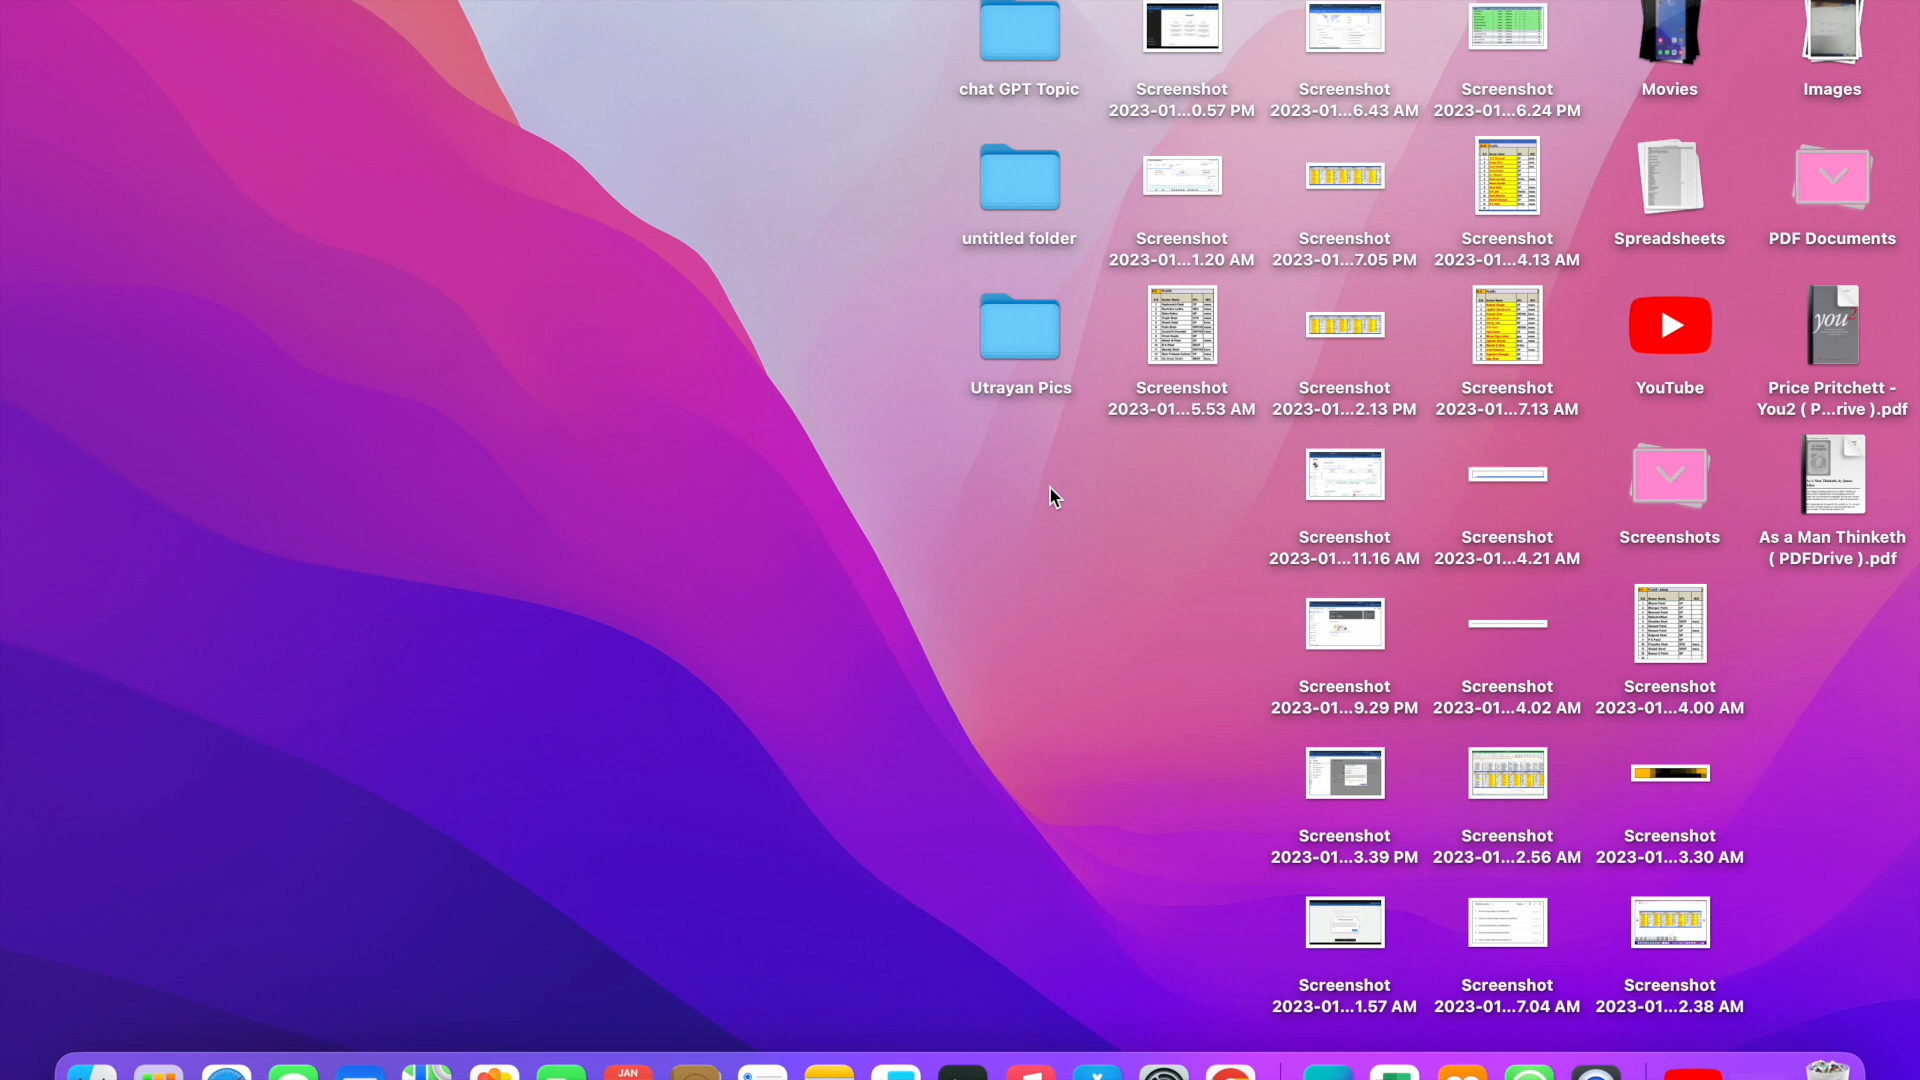 chat GPT Topic
Screenshot
2023-01...0.57 PM
Screenshot
2023-01...6.43 AM
Screenshot
2023-01...6.24 PM
Movies
Images
untitled folder
Screenshot
2023-01...1.20 AM
Screenshot
2023-01...7.05 PM
Screenshot
2023-01...4.13 AM
Spreadsheets
PDF Documents
you2
Utrayan Pics
Screenshot
2023-01...5.53 AM
Screenshot
2023-01...2.13 PM
Screenshot
2023-01...7.13 AM
YouTube
Price Pritchett -
You2 ( P...rive ).pdf
Screenshot
2023-01...11.16 AM
Screenshot
2023-01...4.21 AM
Screenshots
As a Man Thinketh
( PDFDrive ).pdf
Screenshot
2023-01...9.29 PM
Screenshot
2023-01...4.02 AM
Screenshot
2023-01...4.00 AM
Screenshot
2023-01...3.39 PM
Screenshot
2023-01...2.56 AM
Screenshot
2023-01...3.30 AM
Screenshot
2023-01...1.57 AM
Screenshot
2023-01...7.04 AM
Screenshot
2023-01...2.38 AM
JAN